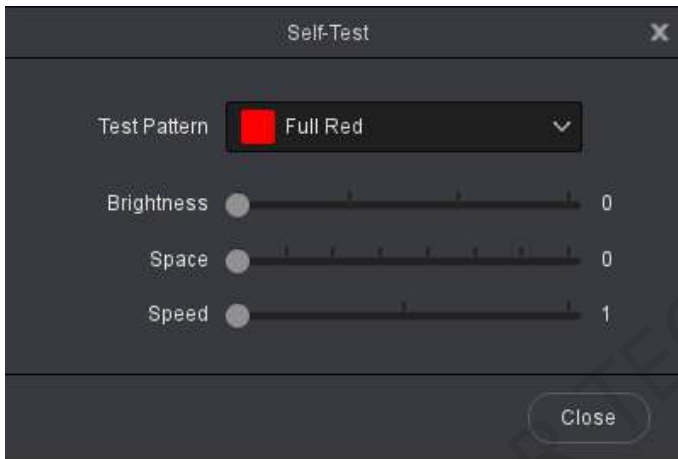 Self-Test
Test Pattern Full Red
Brightness 0
Space 0
Speed 1
Close